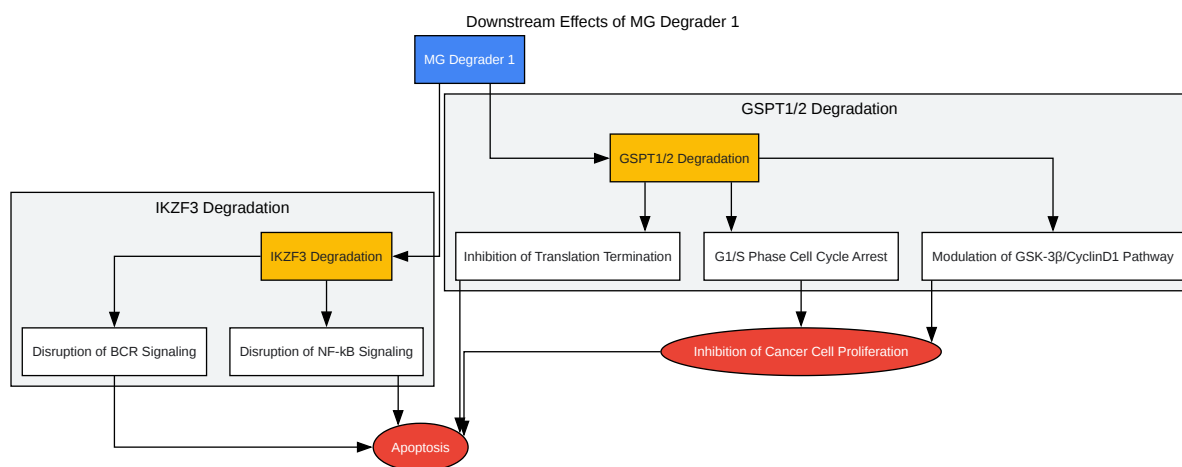 Downstream Effects of MG Degrader 1
MG Degrader 1
GSPT1/2 Degradation
GSPT1/2 Degradation
IKZF3 Degradation
IKZF3 Degradation
Inhibition of Translation Termination
G1/S Phase Cell Cycle Arrest
Modulation of GSK-3β/CyclinD1 Pathway
Disruption of BCR Signaling
Disruption of NF-kB Signaling
Inhibition of Cancer Cell Proliferation
Apoptosis